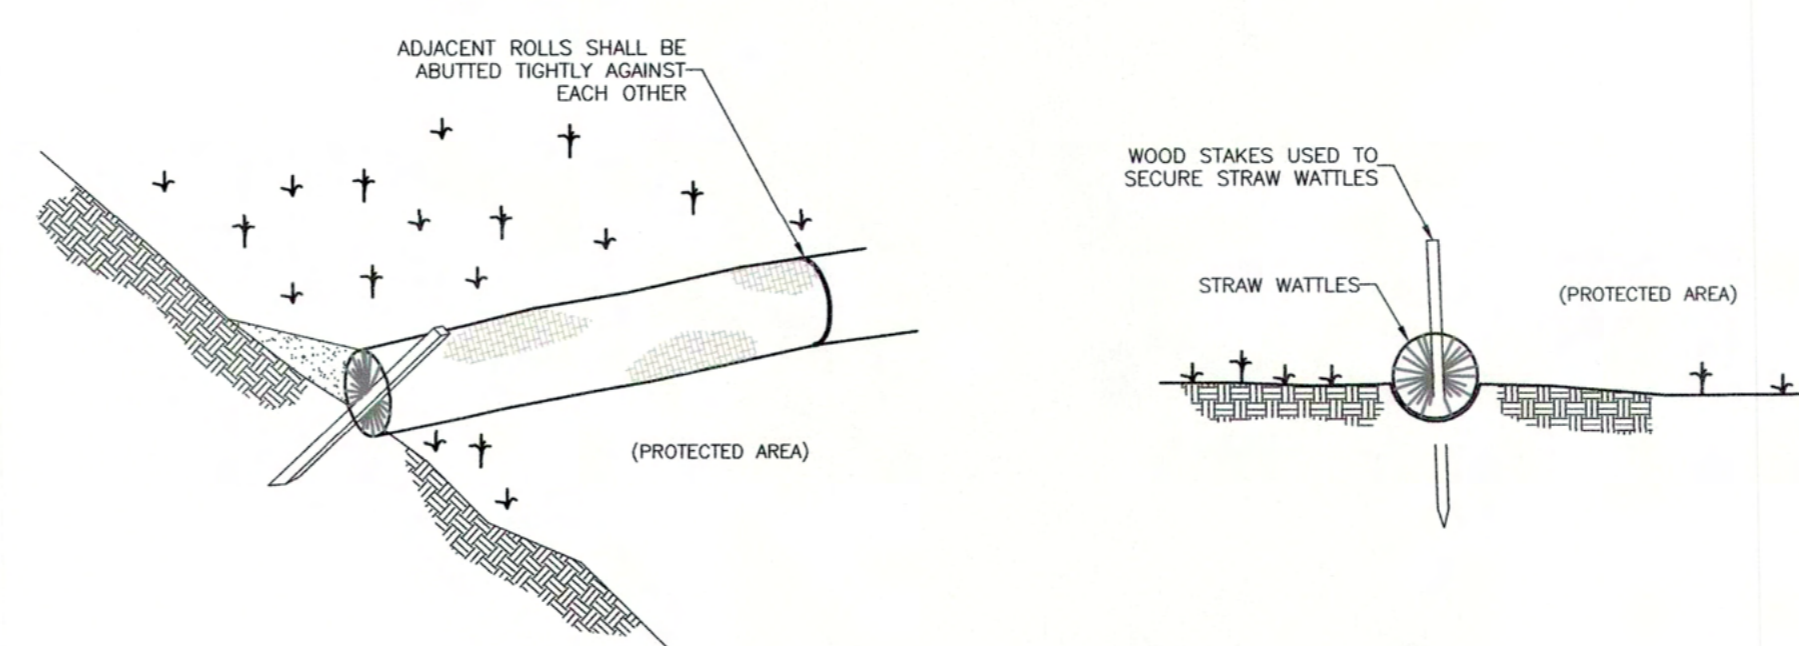 ADJACENT ROLLS SHALL BE
ABUTTED TIGHTLY AGAINST
EACH OTHER
(PROTECTED AREA)
WOOD STAKES USED TO
SECURE STRAW WATTLES
STRAW WATTLES
(PROTECTED AREA)